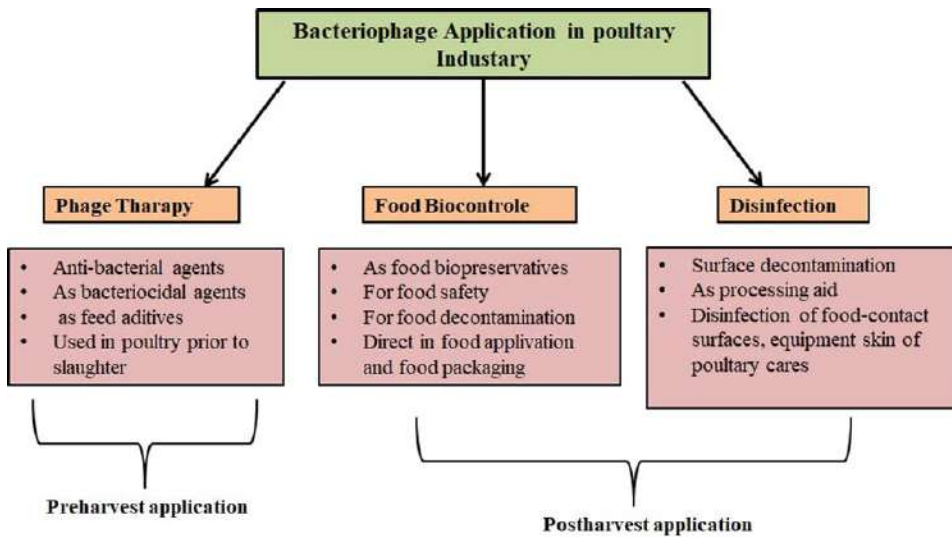 Bacteriophage Application in poultary
Industary
Phage Tharapy
• Anti-bacterial agents
• As bacteriocidal agents
• as feed aditives
• Used in poultry prior to
slaughter
Food Biocontrole
• As food biopreservatives
• For food safety
• For food decontamination
• Direct in food applivation
and food packaging
Disinfection
• Surface decontamination
• As processing aid
• Disinfection of food-contact
surfaces, equipment skin of
poultary cares
Preharvest application
Postharvest application